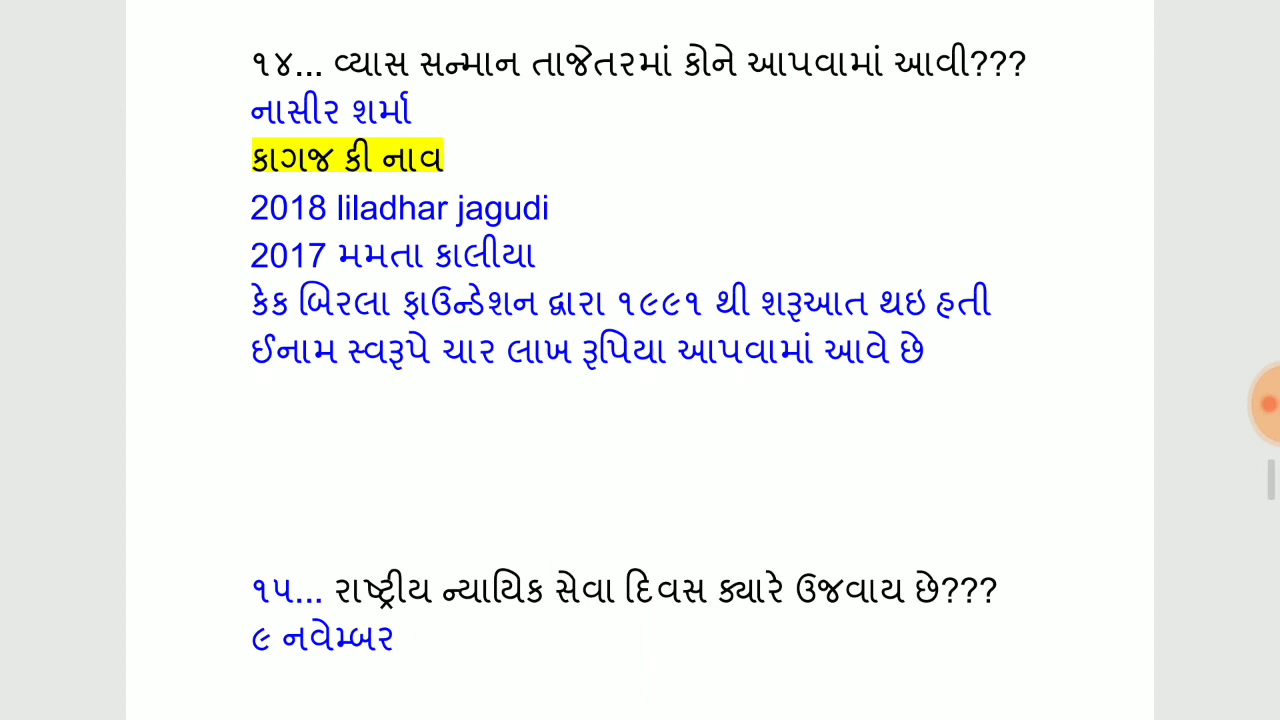 ૧૪... વ્યાસ સન્માન તાજેતરમાં કોને આપવામાં આવી???
નાસીર શર્મા
કાગજ કી નાવ
2018 liladhar jagudi
2017 મમતા કાલીયા
કેક બિરલા ફાઉન્ડેશન દ્વારા ૧૯૯૧ થી શરૂઆત થઇ હતી
ઈનામ સ્વરૂપે ચાર લાખ રૂપિયા આપવામાં આવે છે
૧૫... રાષ્ટ્રીય ન્યાયિક સેવા દિવસ ક્યારે ઉજવાય છે???
૯ નવેમ્બર